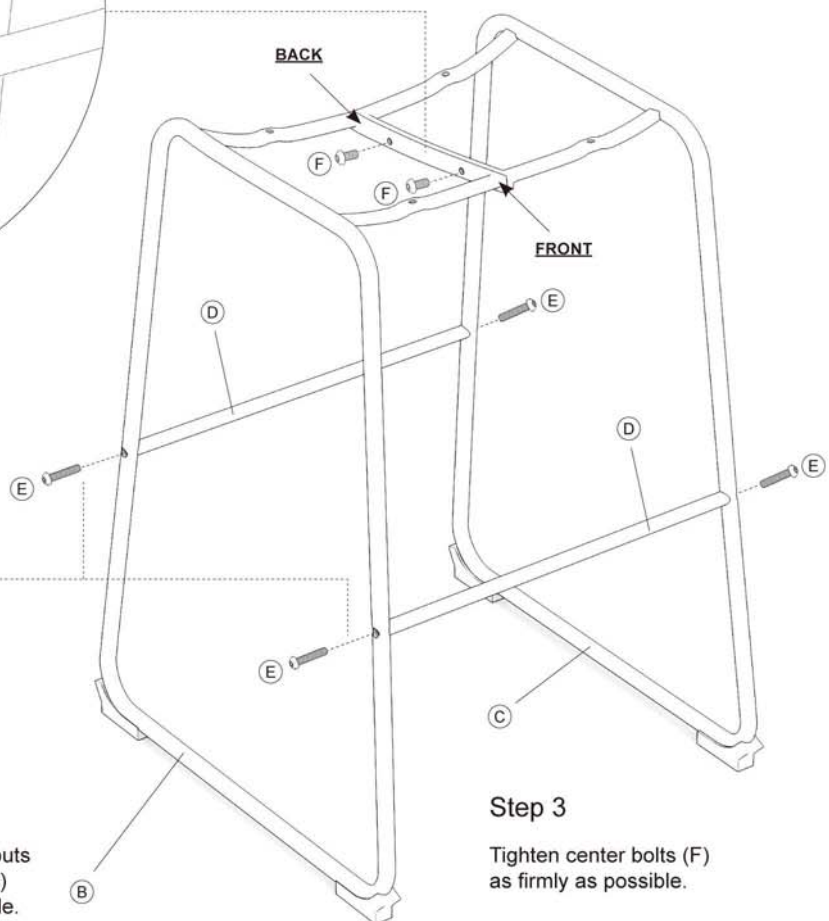 BACK
F
F
FRONT
D
E
D
E
E
E
C
B
Step 3
Tighten center bolts (F)
as firmly as possible.
)